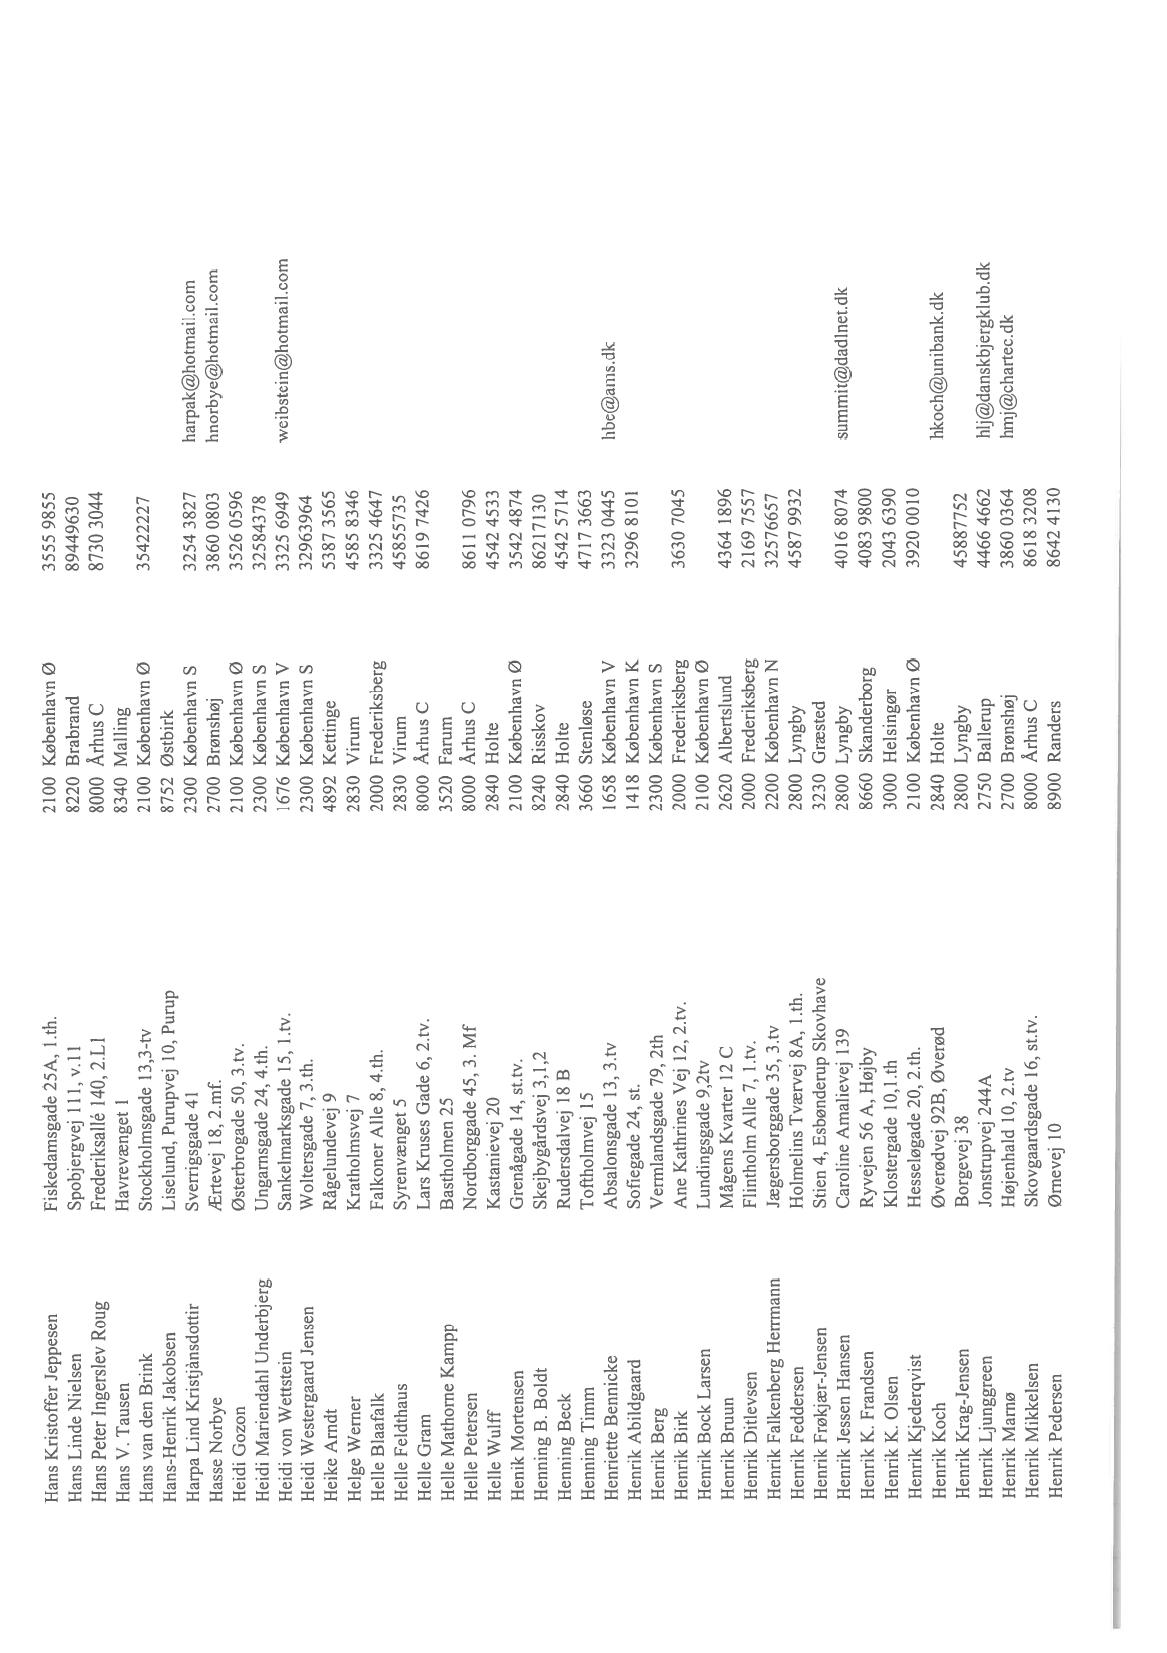 Hans Kristoffer Jeppesen Fiskedamsgade 25A, 1.th. 2100 København Ø 3555 9855
Hans Linde Nielsen Spobjergvej 111, v.11 8220 Brabrand 89449630
Hans Peter Ingerslev Roug Frederiksallé 140, 2.L1 8000 Århus C 8730 3044
Hans V. Tausen Havrevænget 1 8340 Malling
Hans van den Brink Stockholmsgade 13,3-tv 2100 København Ø 35422227
Hans-Henrik Jakobsen Liselund, Purupvej 10, Purup 8752 Østbirk
Harpa Lind Kristjànsdottir Sverrigsgade 41 2300 København S 3254 3827 harpak@hotmail.com
Hasse Norbye Ærtevej 18, 2.mf. 2700 Brønshøj 3860 0803 hnorbye@hotmail.com
Heidi Gozon Østerbrogade 50, 3.tv. 2100 København Ø 3526 0596
Heidi Mariendahl Underbjerg Ungarnsgade 24, 4.th. 2300 København S 32584378
Heidi von Wettstein Sankelmarksgade 15, 1.tv. 1676 København V 3325 6949 weibstein@hotmail.com
Heidi Westergaard Jensen Woltersgade 7, 3.th. 2300 København S 32963964
Heike Arndt Rågelundevej 9 4892 Kettinge 5387 3565
Helge Werner Kratholmsvej 7 2830 Virum 4585 8346
Helle Blaafalk Falkoner Alle 8, 4.th. 2000 Frederiksberg 3325 4647
Helle Feldthaus Syrenvænget 5 2830 Virum 45855735
Helle Gram Lars Kruses Gade 6, 2.tv. 8000 Århus C 8619 7426
Helle Mathorne Kampp Bastholmen 25 3520 Farum
Helle Petersen Nordborggade 45, 3. Mf 8000 Århus C 8611 0796
Helle Wulff Kastanievej 20 2840 Holte 4542 4533
Henik Mortensen Grenågade 14, st.tv. 2100 København Ø 3542 4874
Henning B. Boldt Skejbygårdsvej 3,1,2 8240 Risskov 8621 7130
Henning Beck Rudersdalvej 18 B 2840 Holte 4542 5714
Henning Timm Toftholmvej 15 3660 Stenløse 4717 3663
Henriette Bennicke Absalonsgade 13, 3.tv 1658 København V 3323 0445 hbe@ams.dk
Henrik Abildgaard Sofiegade 24, st. 1418 København K 3296 8101
Henrik Berg Vermlandsgade 79, 2th 2300 København S
Henrik Birk Ane Kathrines Vej 12, 2.tv. 2000 Frederiksberg 3630 7045
Henrik Bock Larsen Lundingsgade 9,2tv 2100 København Ø
Henrik Bruun Mågens Kvarter 12 C 2620 Albertslund 4364 1896
Henrik Ditlevsen Flintholm Alle 7, 1.tv. 2000 Frederiksberg 2169 7557
Henrik Falkenberg Herrmann Jægersborggade 35, 3.tv 2200 København N 32576657
Henrik Feddersen Holmelins Tværvej 8A, 1.th. 2800 Lyngby 4587 9932
Henrik Frøkjær-Jensen Stien 4, Esbønderup Skovhave 3230 Græsted
Henrik Jessen Hansen Caroline Amalievej 139 2800 Lyngby 4016 8074 summit@dadlnet.dk
Henrik K. Frandsen Ryvejen 56 A, Højby 8660 Skanderborg 4083 9800
Henrik K. Olsen Klostergade 10,1.th 3000 Helsingør 2043 6390
Henrik Kjederqvist Hesseløgade 20, 2.th. 2100 København Ø 3920 0010
Henrik Koch Øverødvej 92B, Øverød 2840 Holte hkoch@unibank.dk
Henrik Krag-Jensen Borgevej 38 2800 Lyngby 45887752
Henrik Ljunggreen Jonstrupvej 244A 2750 Ballerup 4466 4662 hlj@danskbjergklub.dk
Henrik Marnø Højenhald 10, 2.tv 2700 Brønshøj 3860 0364 hmj@chartec.dk
Henrik Mikkelsen Skovgaardsgade 16, st.tv. 8000 Århus C 8618 3208
Henrik Pedersen Ørnevej 10 8900 Randers 8642 4130